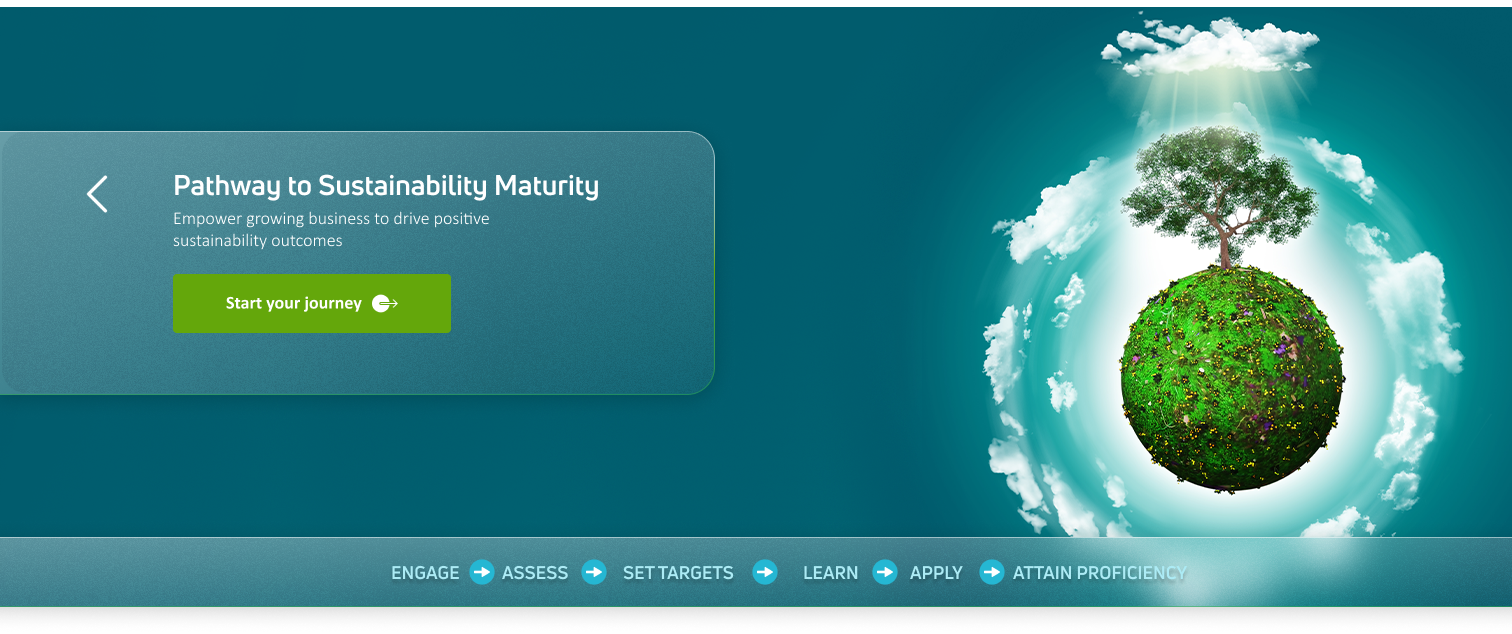 Pathway to Sustainability Maturity
Empower growing business to drive positive
sustainability outcomes
Start your journey
ENGAGE ASSESS SET TARGETS LEARN APPLY ATTAIN PROFICIENCY